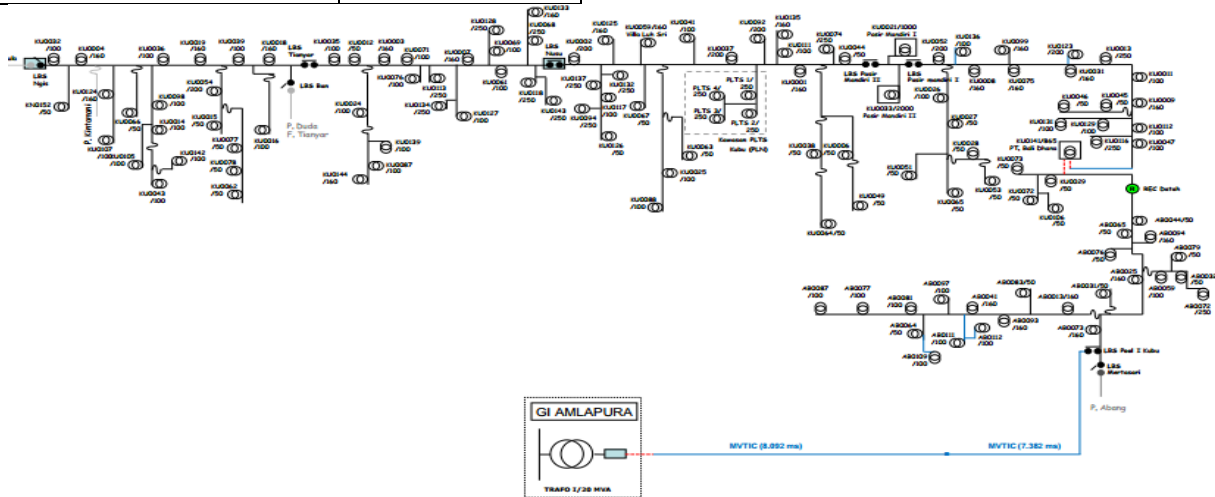 KU0032
/100
KU0004
/160
KU0036
/100
KU0019
/160
KU0039
/100
KU0018
/160
LBS
Tianyar
KU0035
/100
KU0012
/50
KU0003
/160
KU0071
/100
KU0007
/160
KU0128
/250
KU0069
/100
KU0133
/160
KU0068
/250
LBS
Nusu
KU0002
/200
KU0125
/160
KU0059/160
Villa Luh Sri
KU0041
/100
KU0037
/200
KU0092
/200
KU0135
/160
KU0111
/100
KU0074
/250
KU0044
/50
KU0021/1000
Pasir
Mandiri I
KU0052
/200
KU0136
/100
KU0099
/160
KU0123
/200
KU0013
/250
LBS
Ngis
KN0152
/50
KU0124
/160
P. Kintamani
KU0107
/100
KU0066
/50
KU0105
/160
KU0098
/100
KU0014
/100
KU0142
/100
KU0043
/100
KU0054
/200
KU0015
/50
KU0077
/50
KU0078
/50
KU0062
/50
KU0016
/100
LBS Ban
P. Duda
F. Tianyar
KU0024
/100
KU0139
/100
KU0087
/100
KU0144
/160
KU0076
/100
KU0113
/250
KU0134
/250
KU0127
/100
KU0061
/100
KU0118
/250
KU0143
/250
KU0137
/250
KU0132
/250
KU0117
/100
KU0094
/250
KU0126
/50
KU0067
/50
KU0063
/50
KU0025
/100
KU0088
/100
PLTS 4/
250
PLTS 1/
250
PLTS 3/
250
PLTS 2/
250
Kawasan PLTS
Kubu (PLN)
KU0001
/160
LBS Pasir
Mandiri II
LBS
Pasir mandiri I
KU0033/2000
Pasir Mandiri II
KU0038
/50
KU0006
/50
KU0049
/50
KU0064/50
KU0026
/100
KU0027
/50
KU0028
/50
KU0051
/50
KU0053
/50
KU0065
/50
KU0008
/160
KU0075
/160
KU0031
/160
KU0011
/100
KU0009
/160
KU0046
/50
KU0045
/50
KU0131
/100
KU0129
/100
KU0112
/100
KU0047
/100
KU0116
/250
KU0141/865
PT. Bali Dhana
KU0073
/50
KU0029
/50
KU0072
/100
KU0106
/50
REC Datah
AB0044/50
AB0065
/50
AB0094
/160
AB0076
/50
AB0079
/50
AB0025
/160
AB0059
/100
AB0032
/50
AB0072
/250
AB0087
/100
AB0077
/100
AB0081
/100
AB0097
/100
AB0041
/160
AB0083/50
AB0013/160
AB0031/50
AB0064
/50
AB0109
/100
AB0111
/100
AB0112
/100
AB0093
/160
AB0073
/160
LBS Peal I Kubu
LBS
Martasari
P. Abang
GI AMLAPURA
MVTIC (8.092 ms)
MVTIC (7.382 ms)
TRAFO I/20 MVA